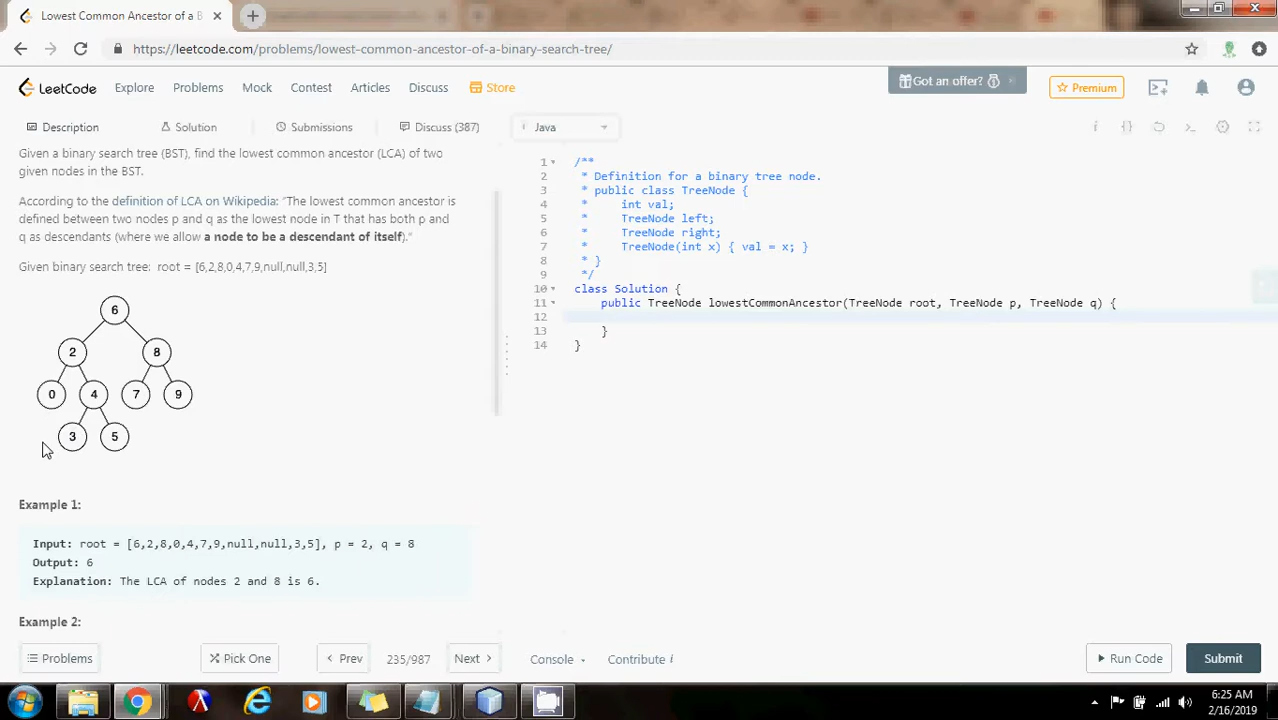 Lowest Common Ancestor of a B
https://leetcode.com/problems/lowest-common-ancestor-of-a-binary-search-tree/
LeetCode Explore Problems Mock Contest Articles Discuss Store
Got an offer? Premium
Description Solution Submissions Discuss (387)
Java
Given a binary search tree (BST), find the lowest common ancestor (LCA) of two
given nodes in the BST.
According to the definition of LCA on Wikipedia: "The lowest common ancestor is
defined between two nodes p and q as the lowest node in T that has both p and
q as descendants (where we allow a node to be a descendant of itself)."
Given binary search tree: root = [6,2,8,0,4,7,9,null,null,3,5]
6
2 8
0 4 7 9
3 5
Example 1:
Input: root = [6,2,8,0,4,7,9,null,null,3,5], p = 2, q = 8
Output: 6
Explanation: The LCA of nodes 2 and 8 is 6.
Example 2:
1 /**
2 * Definition for a binary tree node.
3 * public class TreeNode {
4 * int val;
5 * TreeNode left;
6 * TreeNode right;
7 * TreeNode(int x) { val = x; }
8 * }
9 */
10 class Solution {
11 public TreeNode lowestCommonAncestor(TreeNode root, TreeNode p, TreeNode q) {
12
13 }
14 }
Problems Pick One Prev 235/987 Next Console Contribute i Run Code Submit
6:25 AM
2/16/2019